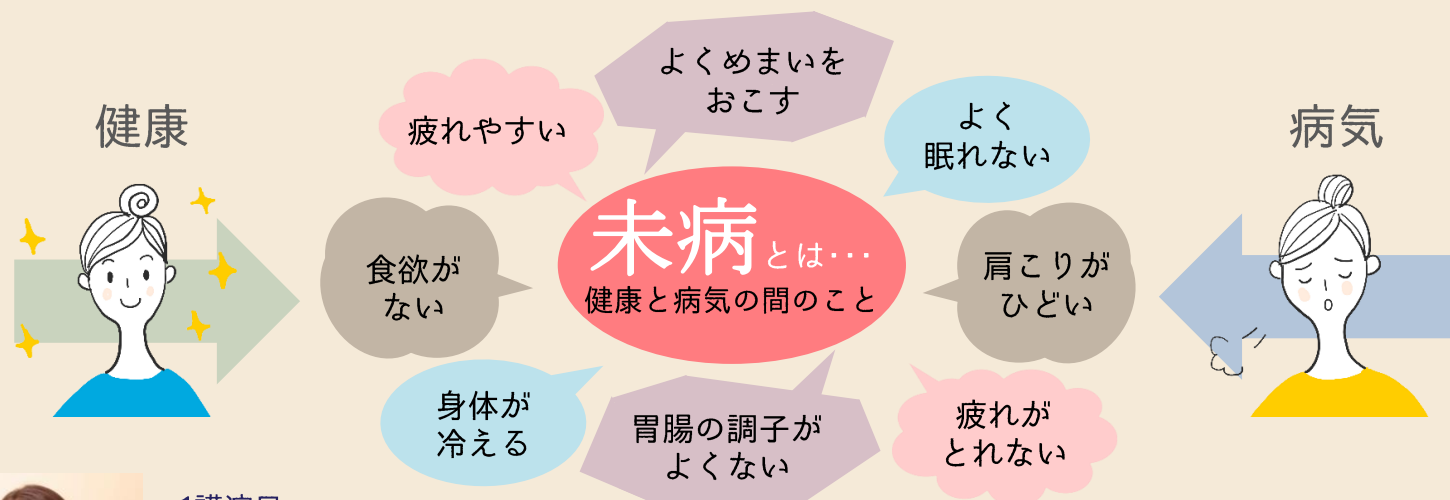 健康
病気
よくめまいを
おこす
疲れやすい
よく
眠れない
未病とは・・・
健康と病気の間のこと
食欲が
ない
肩こりが
ひどい
身体が
冷える
胃腸の調子が
よくない
疲れが
とれない